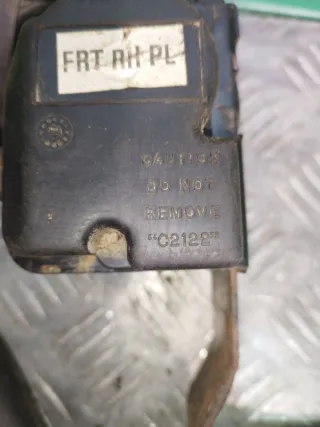 FRT RH PL
CAUTION
DO NOT
REMOVE
"C2122"